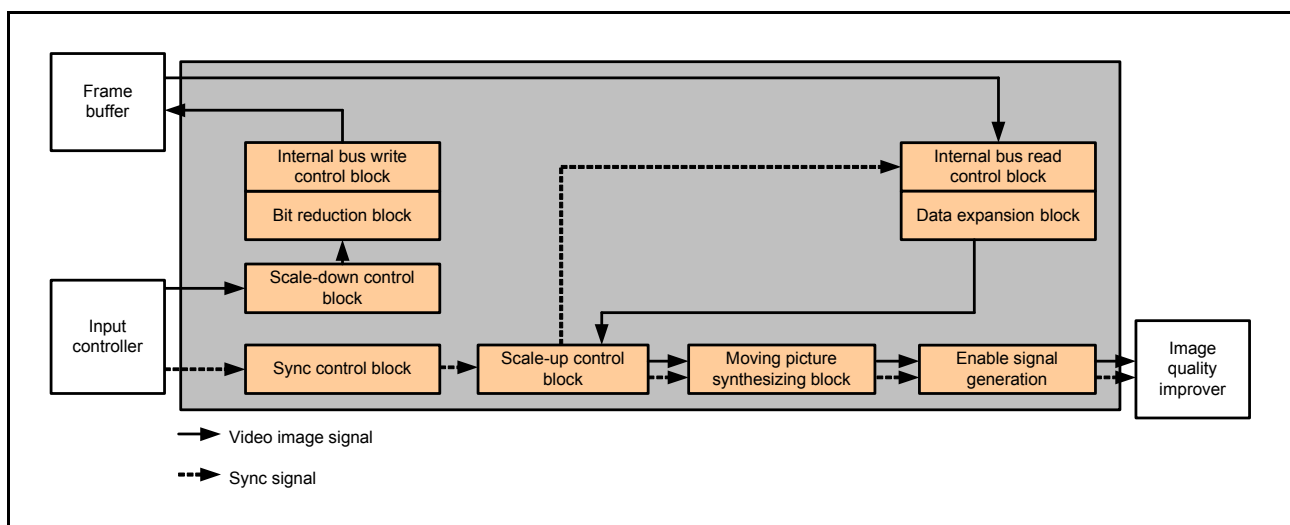 Frame
buffer
Internal bus write
control block
Bit reduction block
Internal bus read
control block
Data expansion block
Scale-down control
block
Input
controller
Sync control block
Scale-up control
block
Moving picture
synthesizing block
Enable signal
generation
Image
quality
improver
Video image signal
Sync signal